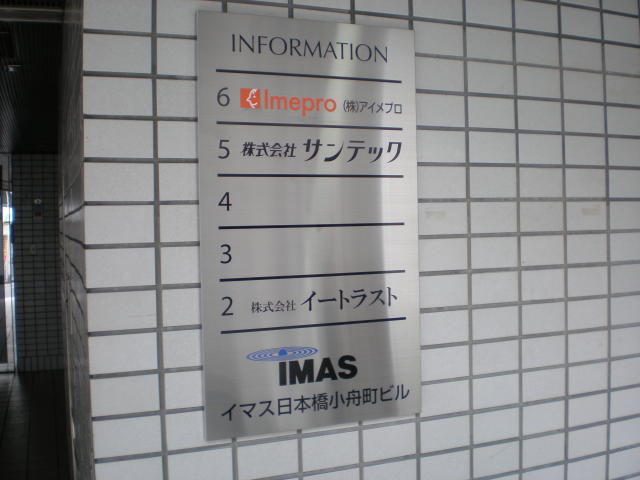 INFORMATION
6 Imepro (株)アイメプロ
5 株式会社 サンテック
4
3
2 株式会社 イートラスト
IMAS
イマス日本橋小舟町ビル